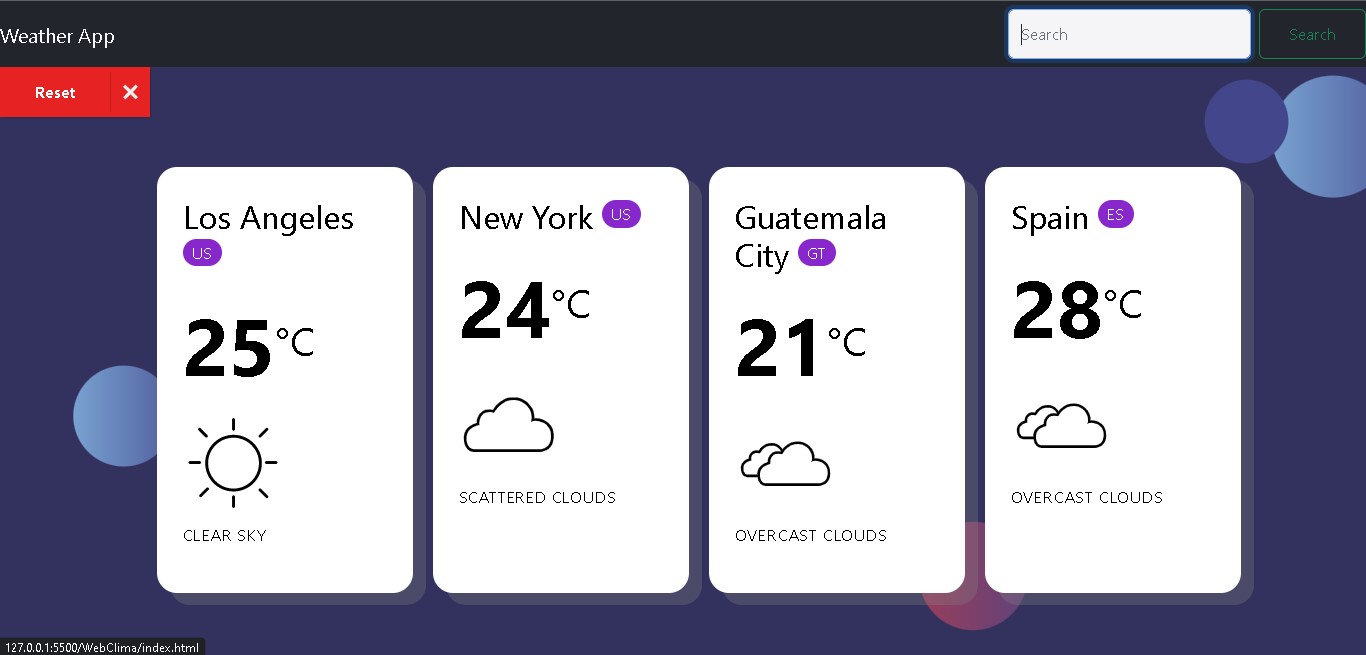 Weather App
Search
Search
Reset ×
Los Angeles
US
25°C
CLEAR SKY
New York US
24°C
SCATTERED CLOUDS
Guatemala
City GT
21°C
OVERCAST CLOUDS
Spain ES
28°C
OVERCAST CLOUDS
127.0.0.1:5500/WebClima/index.html